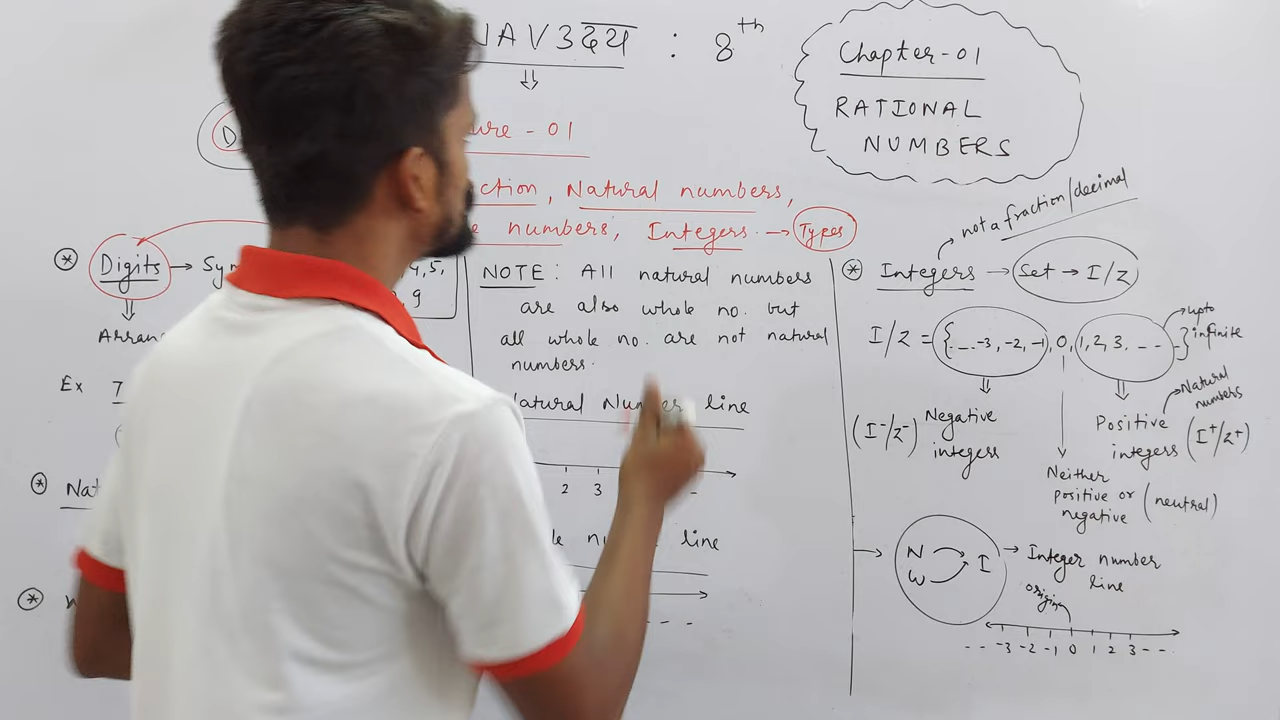 NAVउदय : 8th
Chapter-01
RATIONAL
NUMBERS
ure - 01
ction, Natural numbers,
numbers, Integers → Types
Digits → Sy
4,5,
9
Arran
Ex 7
NOTE : All natural numbers
are also whole no. but
all whole no. are not natural
numbers.
Natural Number line
2 3
line
not a fraction/decimal
Integers → Set → I/Z
I/Z = {...-3, -2, -1, 0, 1, 2, 3, - - -}
upto
infinite
(I⁻/Z⁻) Negative
integers
Neither
positive or
negative (neutral)
Positive
integers (I⁺/Z⁺)
Natural
numbers
N
W I → Integer number
line
origin
- - -3 -2 -1 0 1 2 3 - -